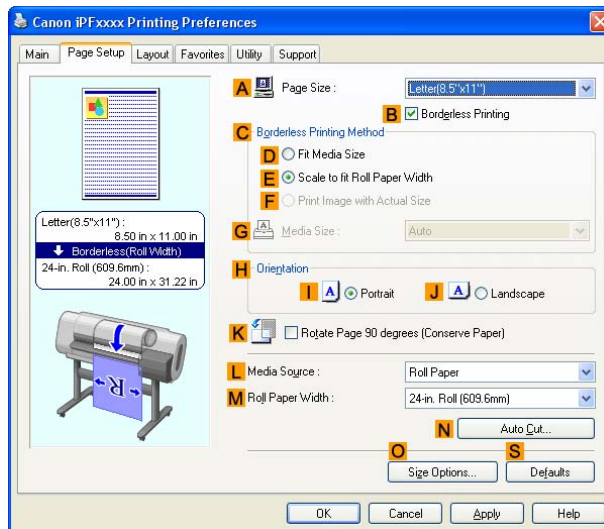 Canon iPFxxxx Printing Preferences
Main Page Setup Layout Favorites Utility Support
A Page Size : Letter(8.5"x11")
B Borderless Printing
C Borderless Printing Method
D Fit Media Size
E Scale to fit Roll Paper Width
F Print Image with Actual Size
G Media Size : Auto
Letter(8.5"x11") :
8.50 in x 11.00 in
Borderless(Roll Width)
24-in. Roll (609.6mm) :
24.00 in x 31.22 in
H Orientation
I A Portrait J A Landscape
K Rotate Page 90 degrees (Conserve Paper)
R
L Media Source : Roll Paper
M Roll Paper Width : 24-in. Roll (609.6mm)
N Auto Cut...
O S
Size Options... Defaults
OK Cancel Apply Help